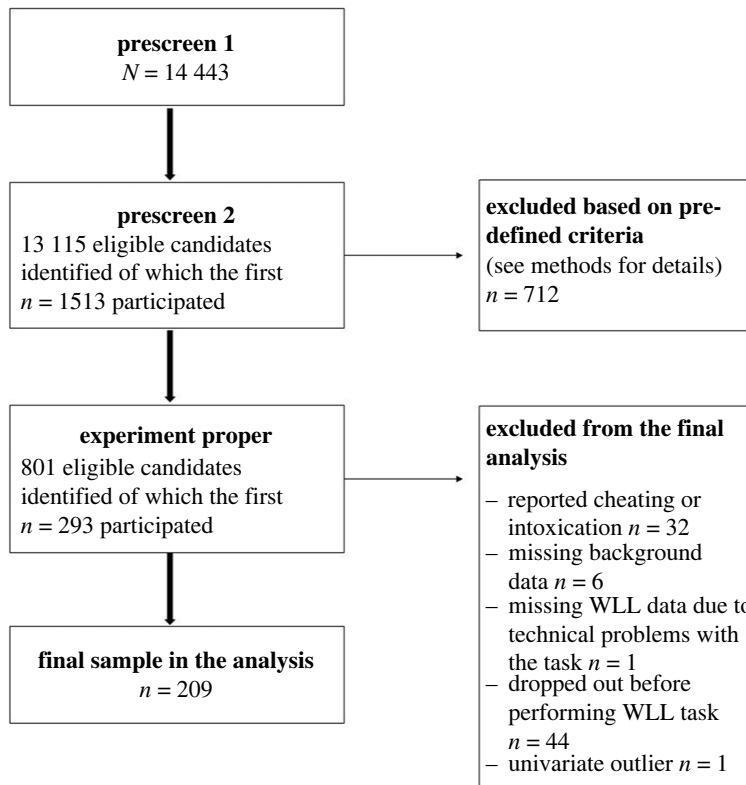 prescreen 1
N = 14 443
prescreen 2
13 115 eligible candidates
identified of which the first
n = 1513 participated
excluded based on pre-
defined criteria
(see methods for details)
n = 712
experiment proper
801 eligible candidates
identified of which the first
n = 293 participated
excluded from the final
analysis
– reported cheating or
intoxication n = 32
– missing background
data n = 6
– missing WLL data due to
technical problems with
the task n = 1
– dropped out before
performing WLL task
n = 44
– univariate outlier n = 1
final sample in the analysis
n = 209